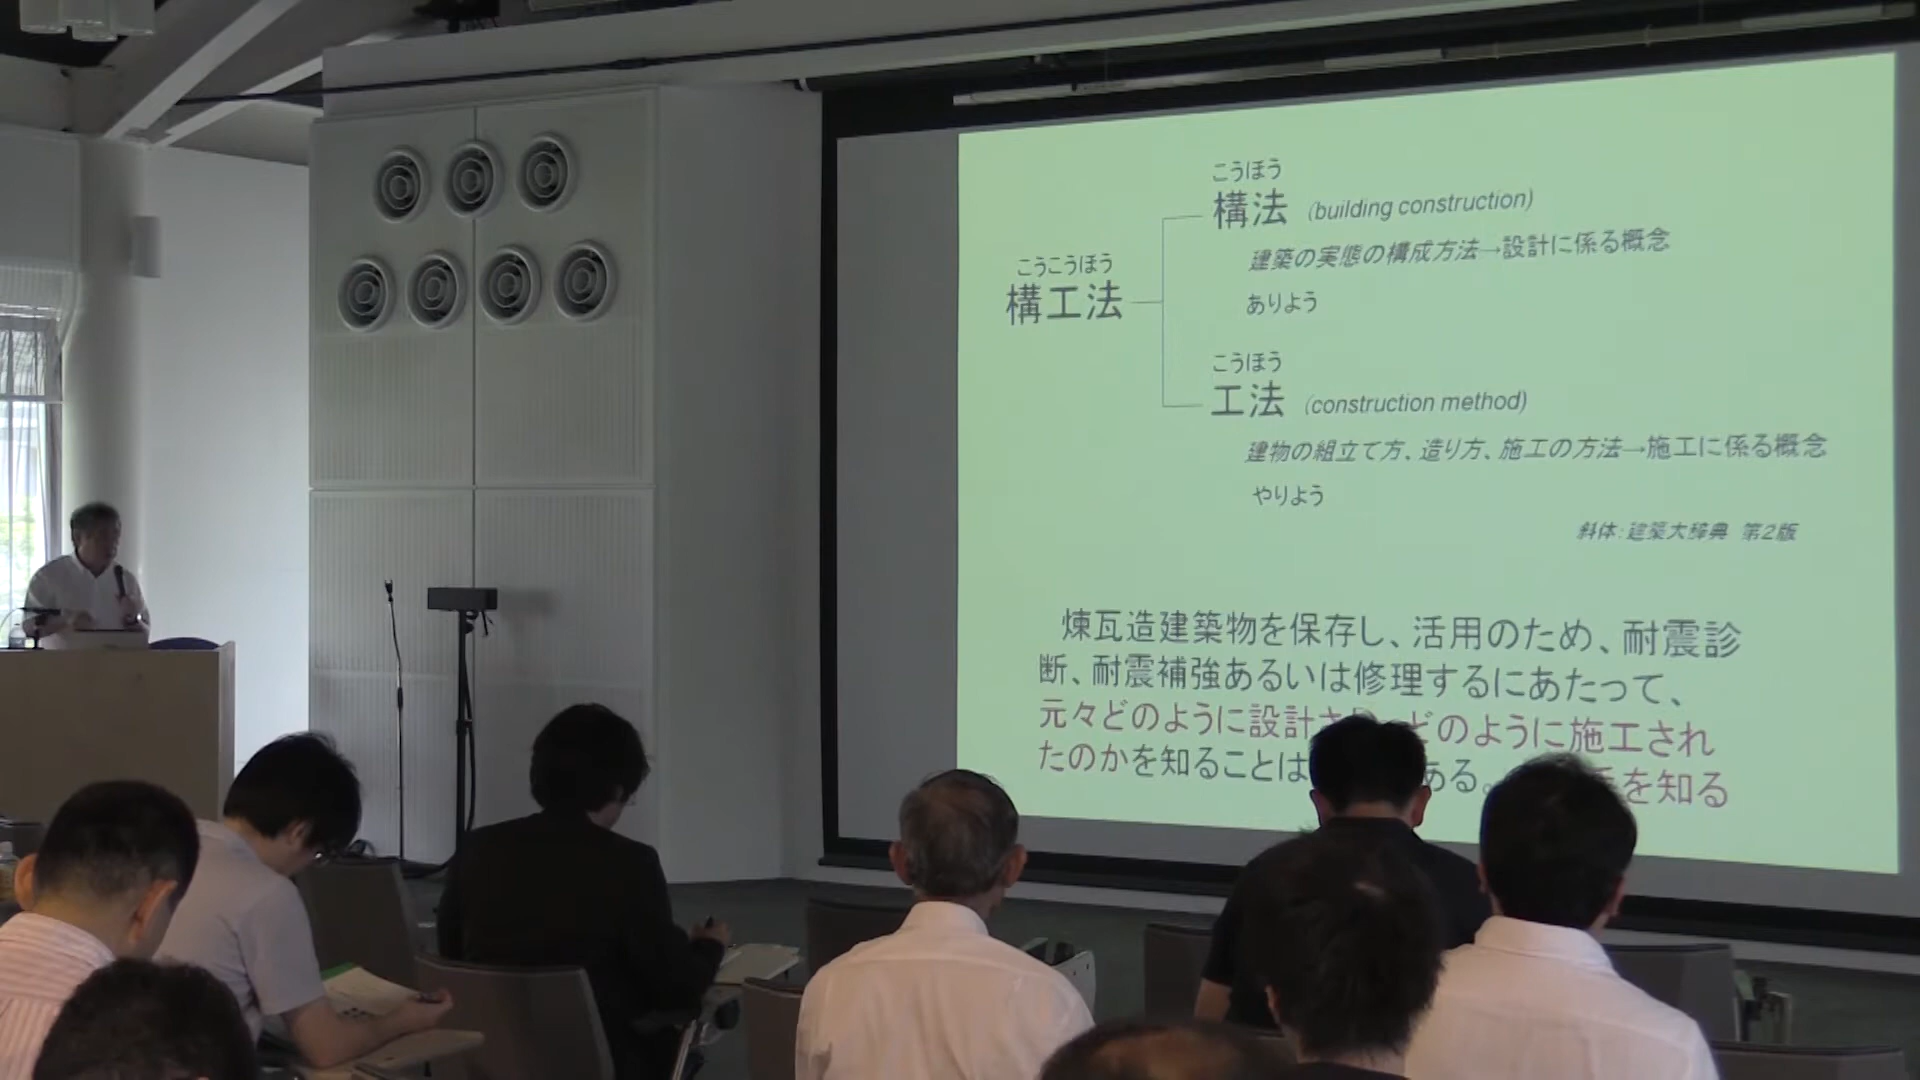 こうほう
構法 (building construction)
建築の実態の構成方法→設計に係る概念
ありよう
こうこうほう
構工法
こうほう
工法 (construction method)
建物の組立て方、造り方、施工の方法→施工に係る概念
やりよう
斜体：建築大辞典 第2版
煉瓦造建築物を保存し、活用のため、耐震診
断、耐震補強あるいは修理するにあたって、
元々どのように設計さ どのように施工され
たのかを知ることは ある。 を知る